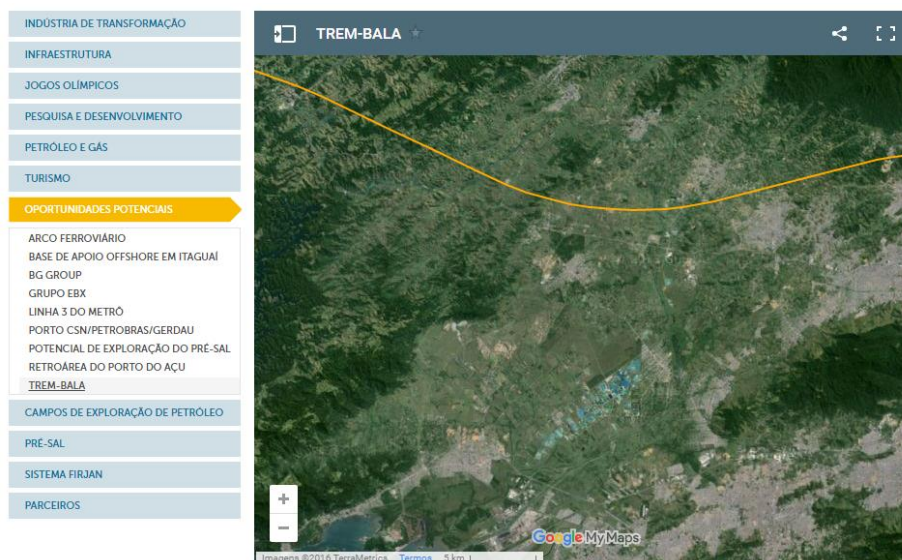 INDÚSTRIA DE TRANSFORMAÇÃO
INFRAESTRUTURA
JOGOS OLÍMPICOS
PESQUISA E DESENVOLVIMENTO
PETRÓLEO E GÁS
TURISMO
OPORTUNIDADES POTENCIAIS
ARCO FERROVIÁRIO
BASE DE APOIO OFFSHORE EM ITAGUAÍ
BG GROUP
GRUPO EBX
LINHA 3 DO METRÔ
PORTO CSN/PETROBRAS/GERDAU
POTENCIAL DE EXPLORAÇÃO DO PRÉ-SAL
RETROÁREA DO PORTO DO AÇU
TREM-BALA
CAMPOS DE EXPLORAÇÃO DE PETRÓLEO
PRÉ-SAL
SISTEMA FIRJAN
PARCEIROS
TREM-BALA
Google My Maps
Imagens ©2016 TerraMetrics Termos 5 km